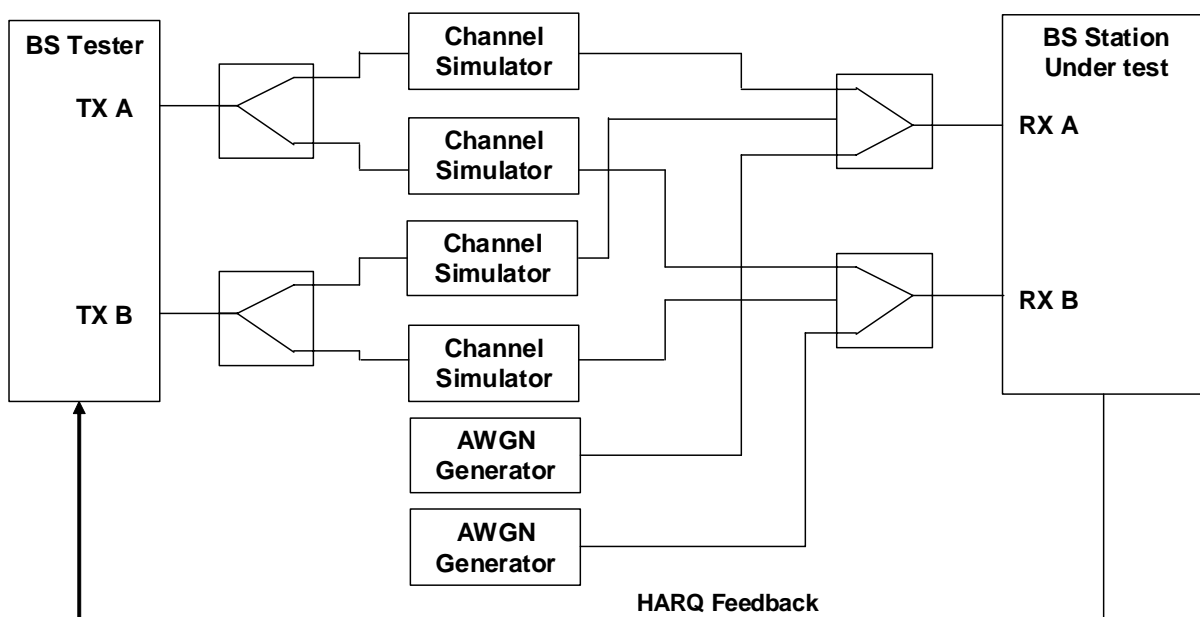 BS Tester
TX A
TX B
Channel
Simulator
Channel
Simulator
Channel
Simulator
Channel
Simulator
AWGN
Generator
AWGN
Generator
BS Station
Under test
RX A
RX B
HARQ Feedback